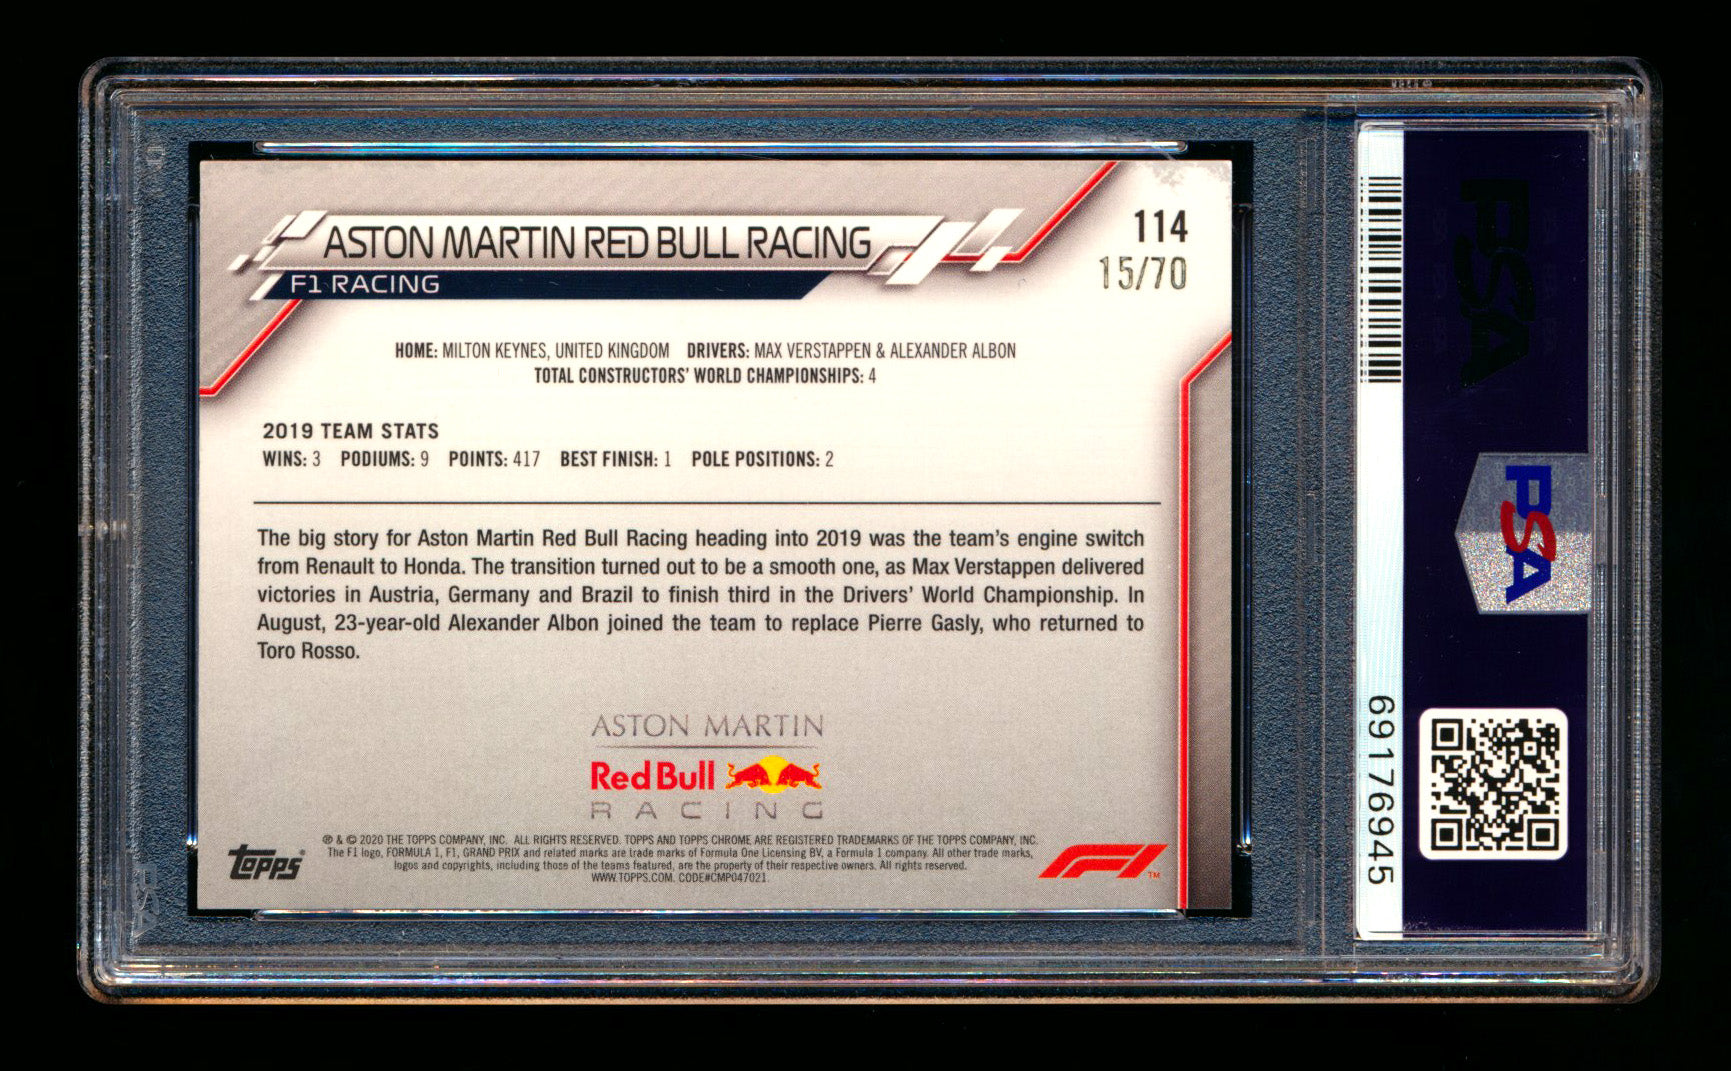 ASTON MARTIN RED BULL RACING
F1 RACING
114
15/70
HOME: MILTON KEYNES, UNITED KINGDOM DRIVERS: MAX VERSTAPPEN & ALEXANDER ALBON
TOTAL CONSTRUCTORS' WORLD CHAMPIONSHIPS: 4
2019 TEAM STATS
WINS: 3 PODIUMS: 9 POINTS: 417 BEST FINISH: 1 POLE POSITIONS: 2
The big story for Aston Martin Red Bull Racing heading into 2019 was the team's engine switch
from Renault to Honda. The transition turned out to be a smooth one, as Max Verstappen delivered
victories in Austria, Germany and Brazil to finish third in the Drivers' World Championship. In
August, 23-year-old Alexander Albon joined the team to replace Pierre Gasly, who returned to
Toro Rosso.
ASTON MARTIN
Red Bull
RACING
® & © 2020 THE TOPPS COMPANY, INC. ALL RIGHTS RESERVED. TOPPS AND TOPPS CHROME ARE REGISTERED TRADEMARKS OF THE TOPPS COMPANY, INC.
The F1 logo, FORMULA 1, F1, GRAND PRIX and related marks are trade marks of Formula One Licensing BV, a Formula 1 company. All other trade marks,
logos and copyrights, including those of the teams featured, are the property of their respective owners. All rights reserved.
WWW.TOPPS.COM. CODE#CMP047021
Topps®
F1 TM
PSA
PSA
69176945